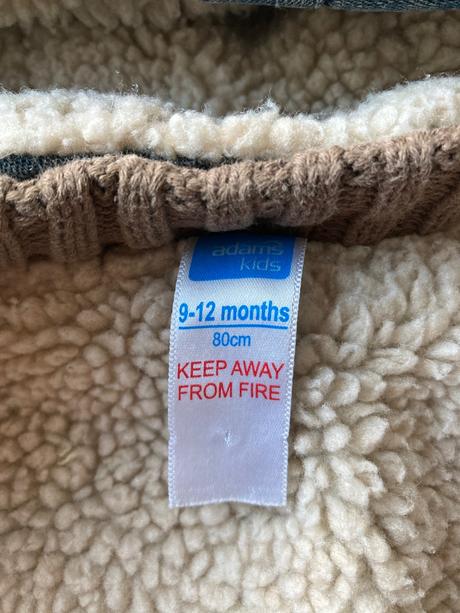 adams
kids
9-12 months
80cm
KEEP AWAY
FROM FIRE